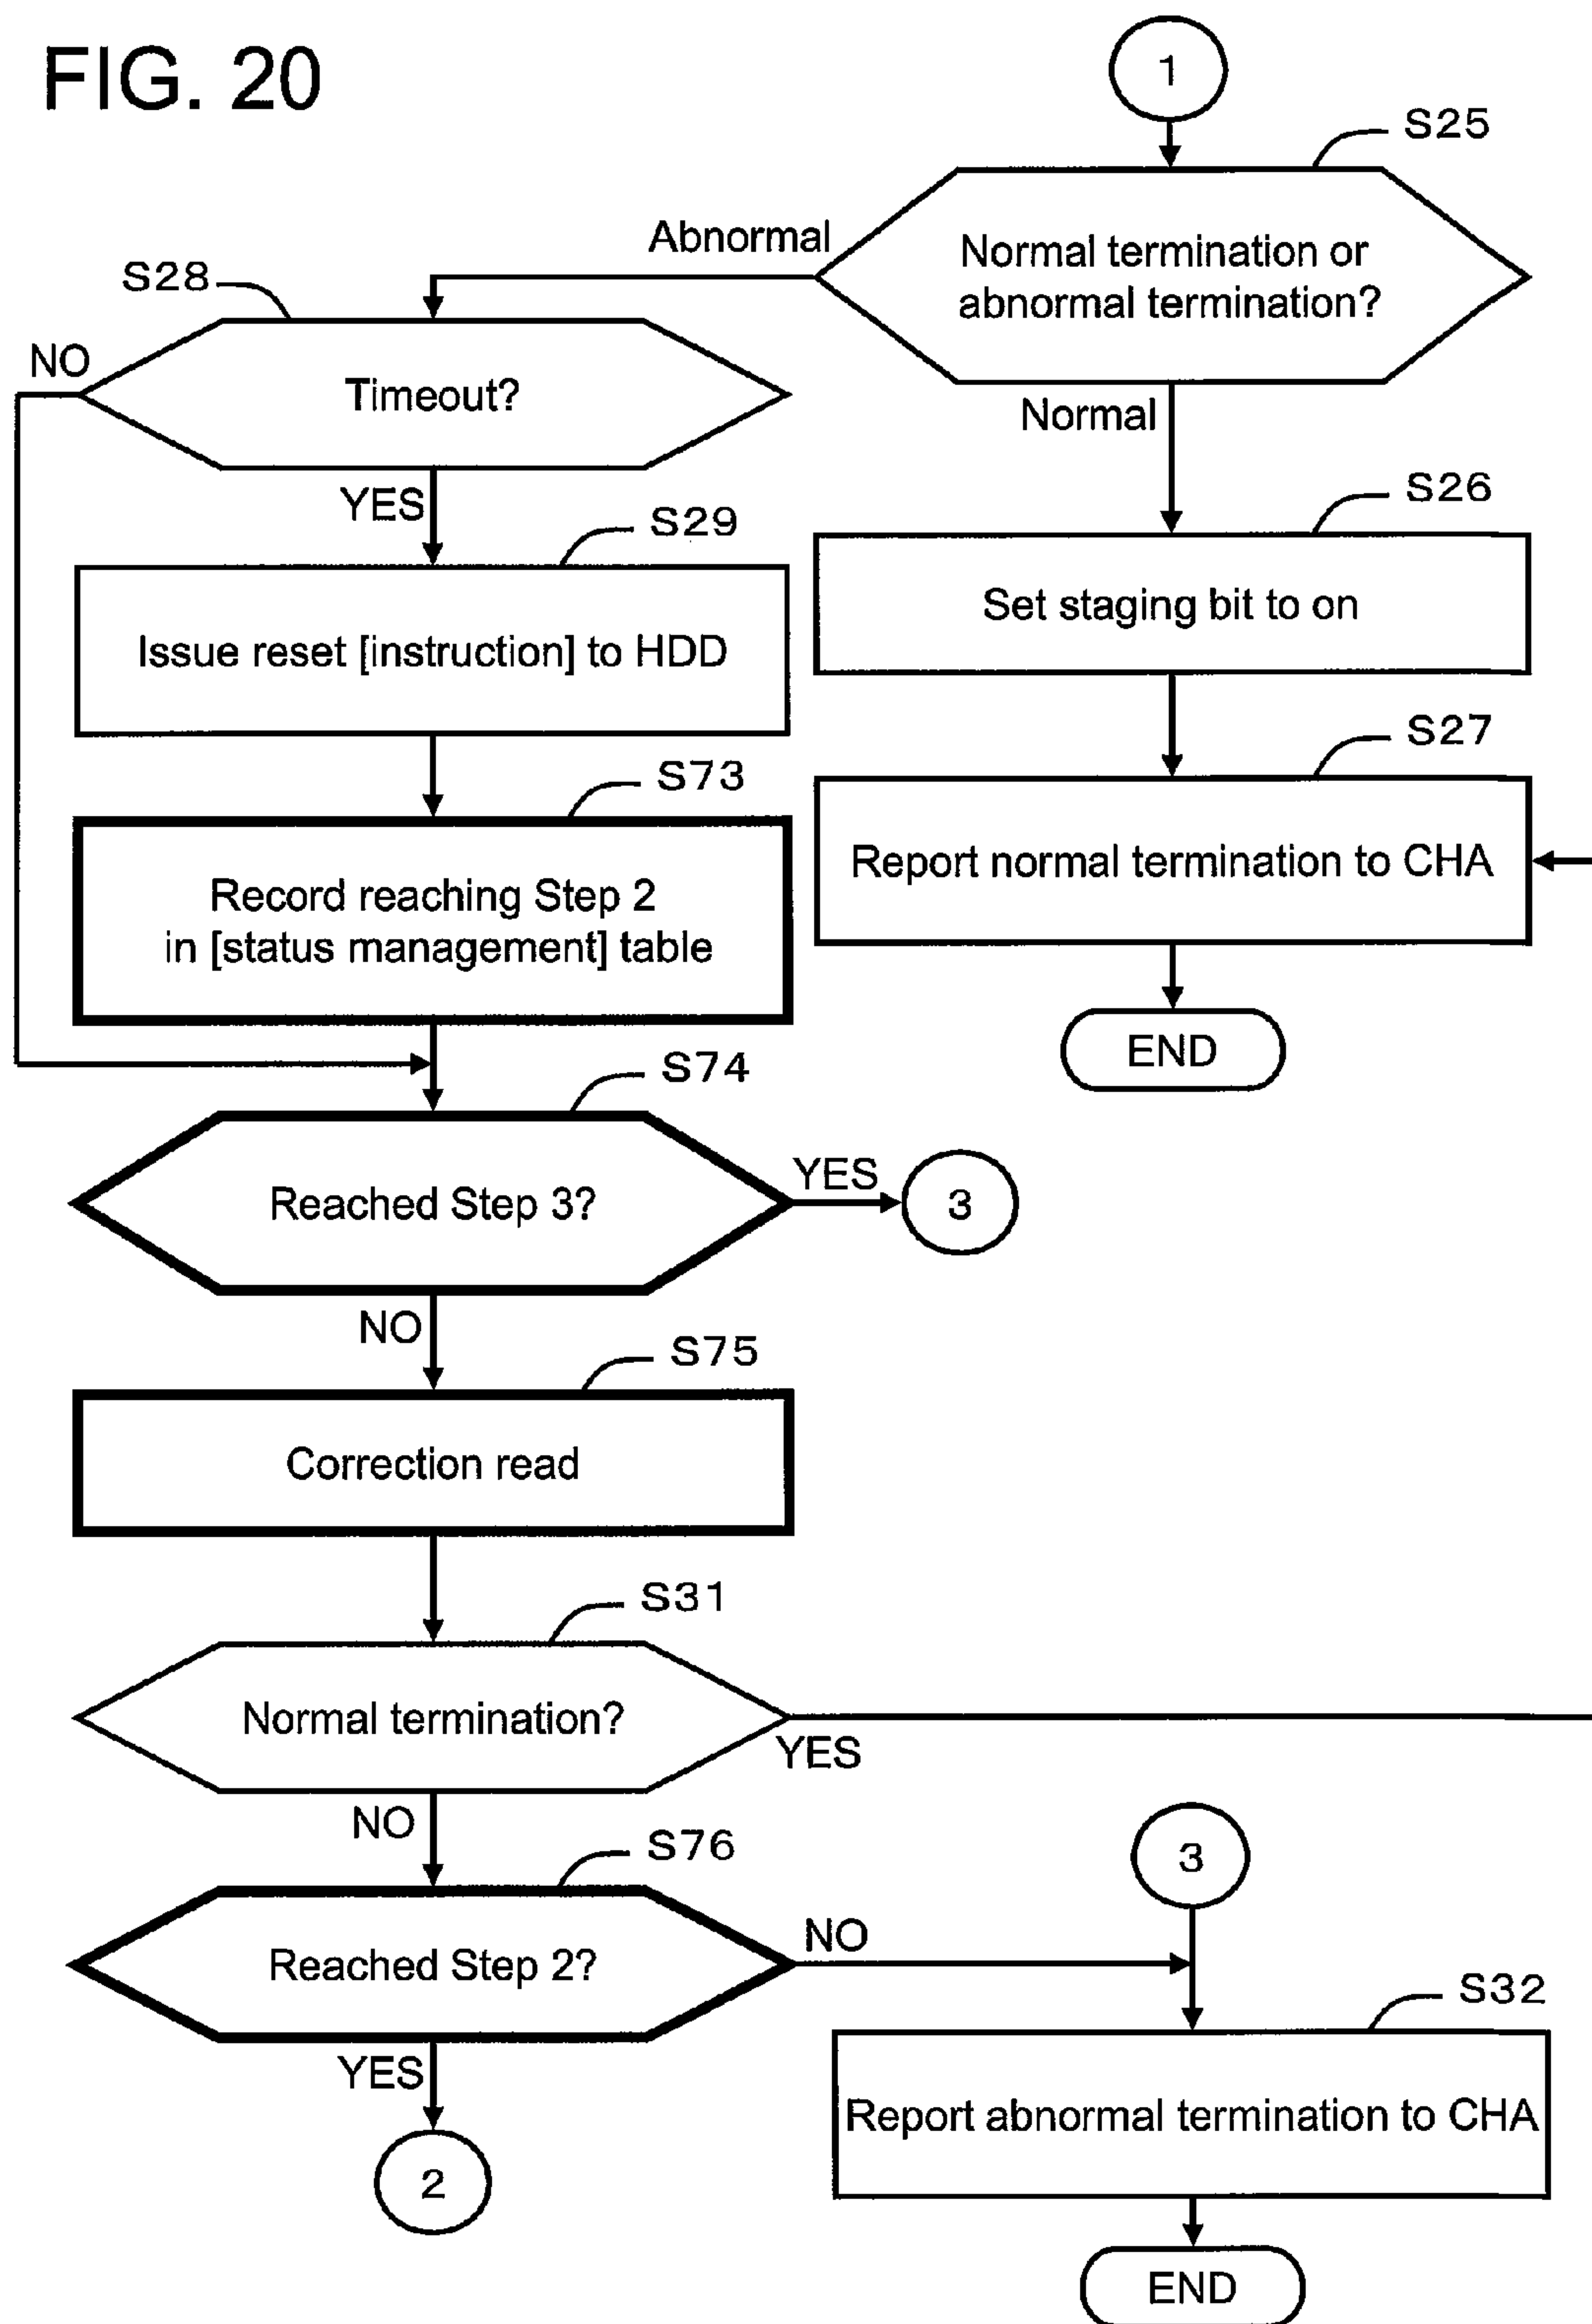 FIG. 20
1
S25
Normal termination or
abnormal termination?
Abnormal
Normal
S28
Timeout?
NO
YES
S26
Set staging bit to on
S29
Issue reset [instruction] to HDD
S27
Report normal termination to CHA
END
S73
Record reaching Step 2
in [status management] table
S74
Reached Step 3?
YES
3
NO
S75
Correction read
S31
Normal termination?
YES
NO
S76
Reached Step 2?
NO
3
YES
2
S32
Report abnormal termination to CHA
END